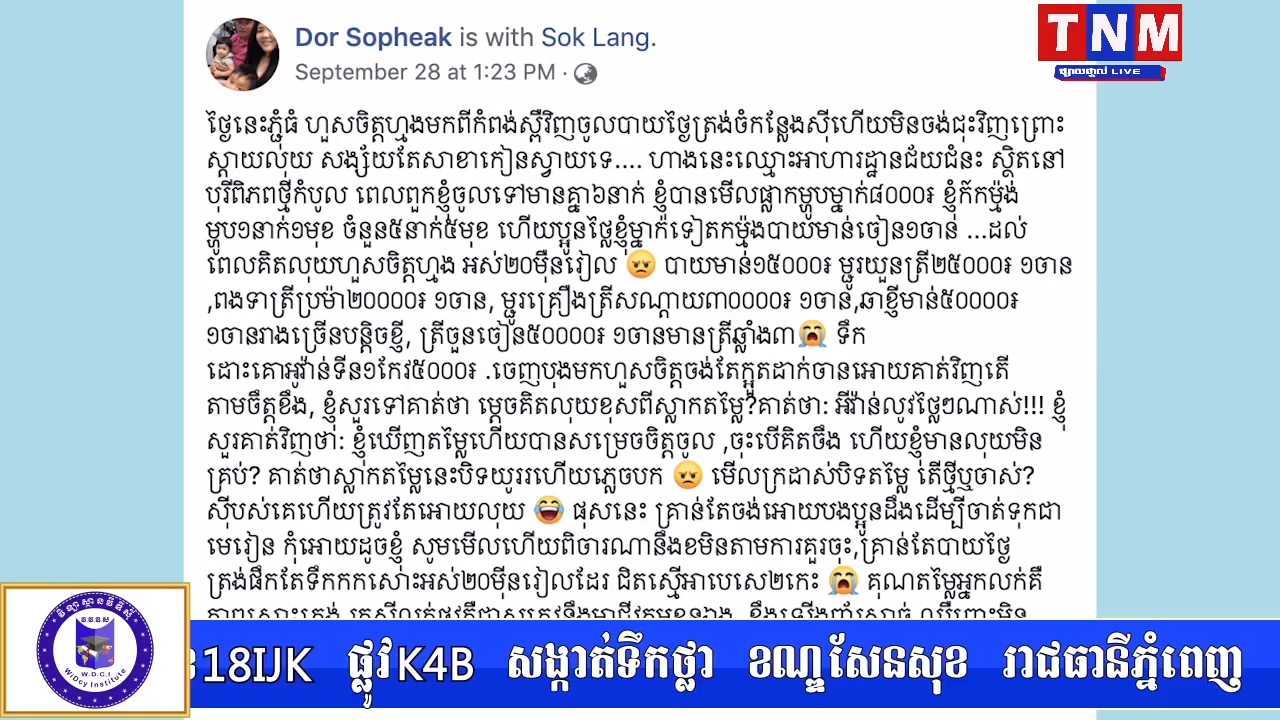 Dor Sopheak is with Sok Lang.
September 28 at 1:23 PM
TNM
ផ្សាយផ្ទាល់ LIVE
ថ្ងៃនេះភ្ជំធំ ហួសចិត្តហ្មងមកពីកំពង់ស្ពឺវិញចូលបាយថ្ងៃត្រង់ចំកន្លែងស៊ីហើយមិនចង់ជុះវិញព្រោះ
ស្ដាយលុយ សង្ស័យតែសាខាកៀនស្វាយទេ.... ហាងនេះឈ្មោះអាហារដ្ឋានជ័យជំនះ ស្ថិតនៅ
បុរីពិភពថ្មីកំបូល ពេលពួកខ្ញុំចូលទៅមានគ្នា៦នាក់ ខ្ញុំបានមើលផ្លាកម្ហូបម្នាក់៨០០០៛ ខ្ញុំក៏កម្ម៉ង់
ម្ហូប១នាក់១មុខ ចំនួន៥នាក់៥មុខ ហើយប្អូនថ្លៃខ្ញុំម្នាក់ទៀតកម្ម៉ុងបាយមាន់ចៀន១ចាន ...ដល់
ពេលគិតលុយហួសចិត្តហ្មង អស់២០ម៉ឺនរៀល 😠 បាយមាន់១៥០០០៛ ម្ជូរយួនត្រី២៥០០០៛ ១ចាន
,ពងទាត្រីប្រម៉ា២០០០០៛ ១ចាន, ម្ជូរគ្រឿងត្រីសណ្ដាយ៣០០០០៛ ១ចាន,ឆាខ្ញីមាន់៥០០០០៛
១ចានរាងច្រើនបន្តិចខ្ញី, ត្រីចួនចៀន៥០០០០៛ ១ចានមានត្រីឆ្លាំង៣😭 ទឹក
ដោះគោអូវ៉ាន់ទីន១កែវ៥០០០៛ .ចេញបុងមកហួសចិត្តចង់តែក្អួតដាក់ចានអោយគាត់វិញតើ
តាមចឹត្តខឹង, ខ្ញុំសួរទៅគាត់ថា ម្ដេចគិតលុយខុសពីស្លាកតម្លៃ?គាត់ថា: អីវ៉ាន់លូវថ្លៃៗណាស់!!! ខ្ញុំ
សួរគាត់វិញថា: ខ្ញុំឃើញតម្លៃហើយបានសម្រេចចិត្តចូល ,ចុះបើគិតចឹង ហើយខ្ញុំមានលុយមិន
គ្រប់? គាត់ថាស្លាកតម្លៃនេះបិទយូររហើយភ្លេចបក 😠 មើលក្រដាស់បិទតម្លៃ តើថ្មីឬចាស់?
ស៊ីបស់គេហើយត្រូវតែអោយលុយ 😂 ផុសនេះ គ្រាន់តែចង់អោយបងប្អូនដឹងដើម្បីចាត់ទុកជា
មេរៀន កុំអោយដូចខ្ញុំ សូមមើលហើយពិចារណានឹងខមិនតាមការគួរចុះ,គ្រាន់តែបាយថ្ងៃ
ត្រង់ផឹកតែទឹកកកសោះអស់២០ម៉ឺនរៀលដែរ ជិតស្មើអាបេសេ២កេះ 😭 គុណតម្លៃអ្នកលក់គឺ
វិទ្យាស្ថានវីឌីស៊ី
W.D.C.I
WiDcy Institute
318IJK ផ្លូវK4B សង្កាត់ទឹកថ្លា ខណ្ឌសែនសុខ រាជធានីភ្នំពេញ